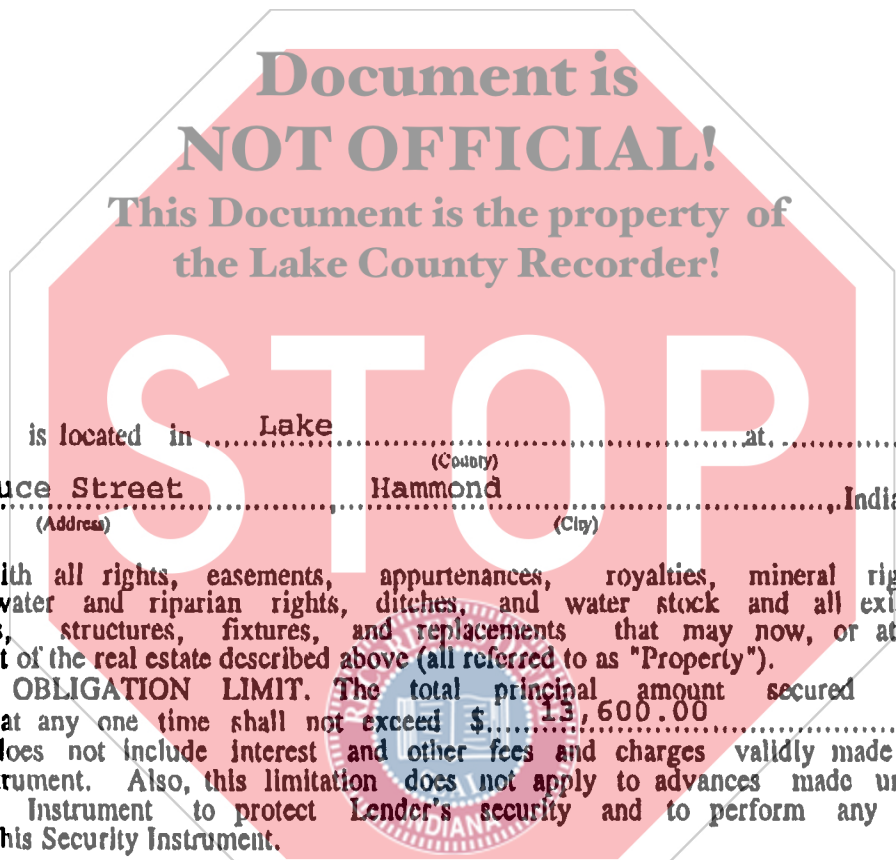 Document is
NOT OFFICIAL!
This Document is the property of
the Lake County Recorder!
STOP
is located in ....Lake.................................................at. ............
(County)
uce Street Hammond ,India
(Address) (City)
ith all rights, easements, appurtenances, royalties, mineral rig
water and riparian rights, ditches, and water stock and all exi
s, structures, fixtures, and replacements that may now, or at
t of the real estate described above (all referred to as "Property").
OBLIGATION LIMIT. The total principal amount secured
at any one time shall not exceed $..13,600.00
does not include interest and other fees and charges validly made
rument. Also, this limitation does not apply to advances made un
Instrument to protect Lender's security and to perform any
his Security Instrument.
INDIANA